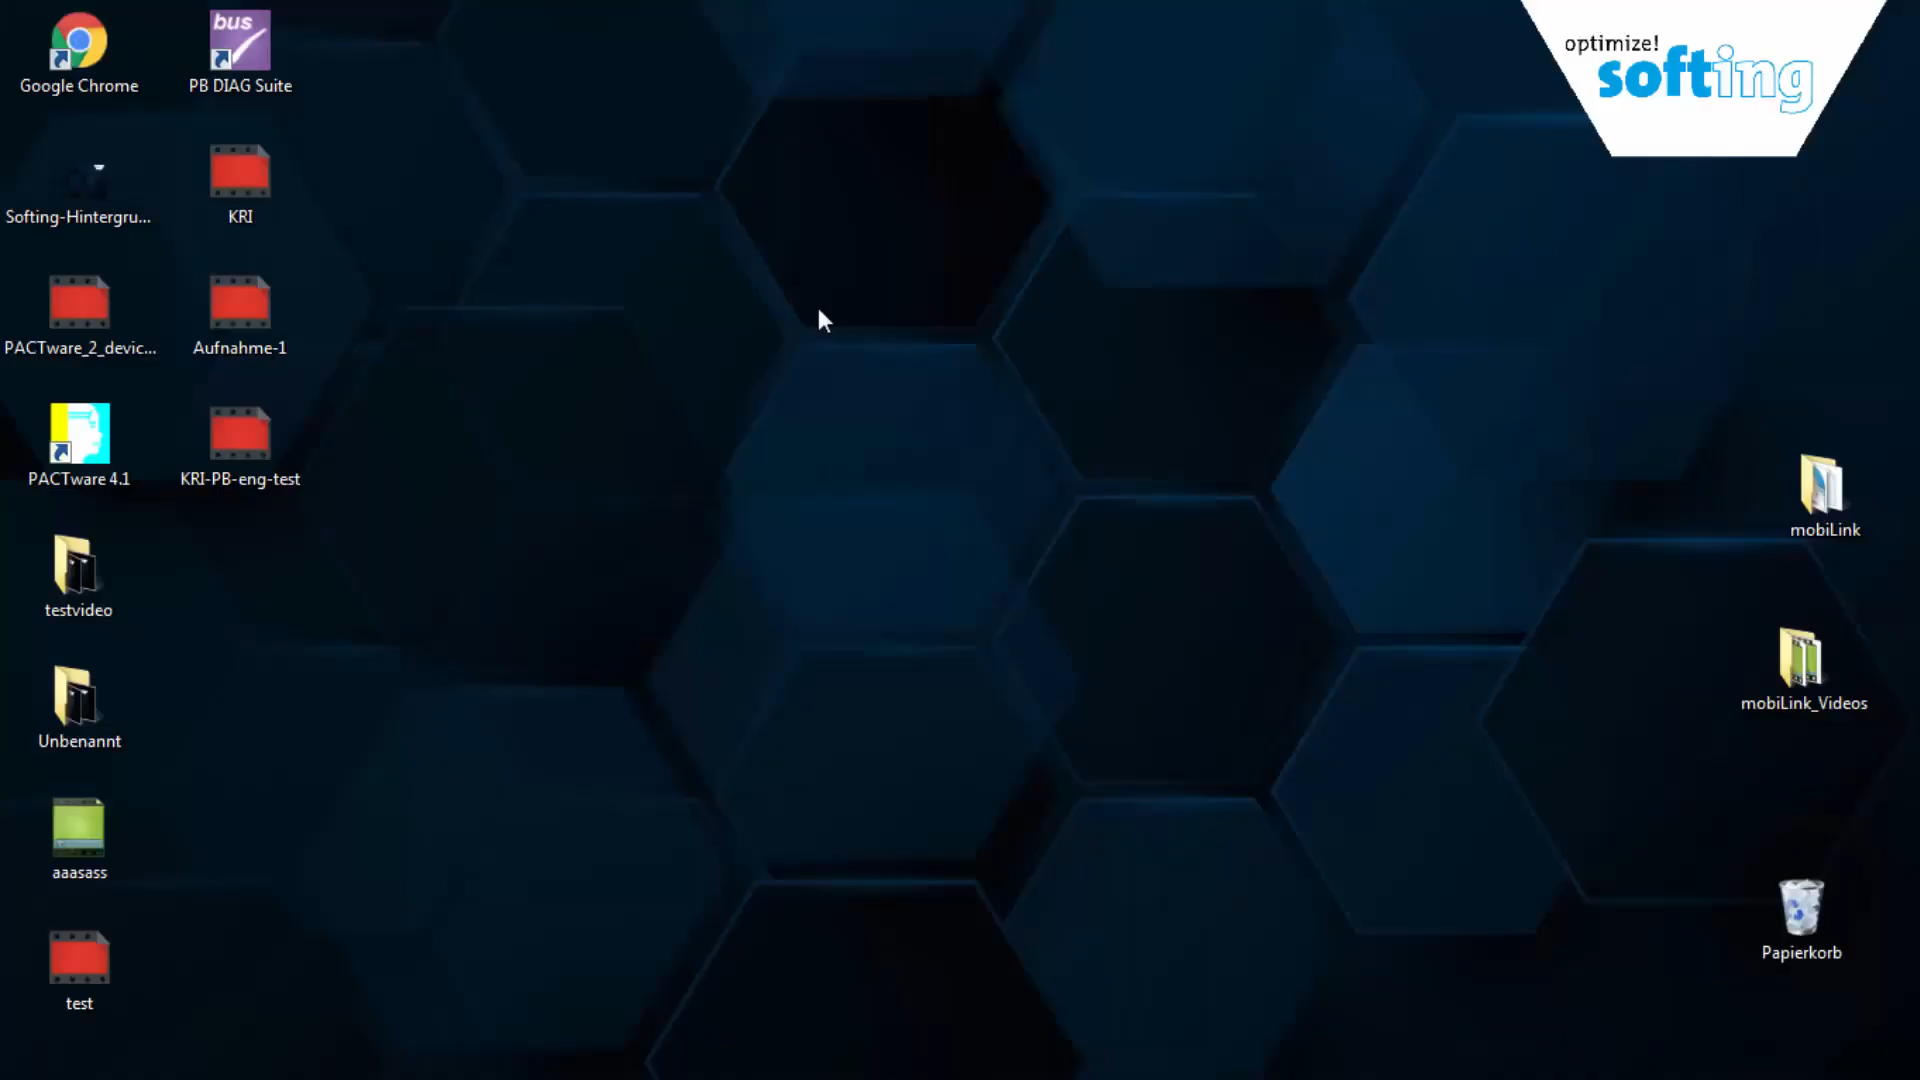 Google Chrome
bus
PB DIAG Suite
optimize!
softing
Softing-Hintergru...
KRI
PACTware_2_devic...
Aufnahme-1
PACTware 4.1
KRI-PB-eng-test
mobiLink
testvideo
mobiLink_Videos
Unbenannt
aaasass
Papierkorb
test